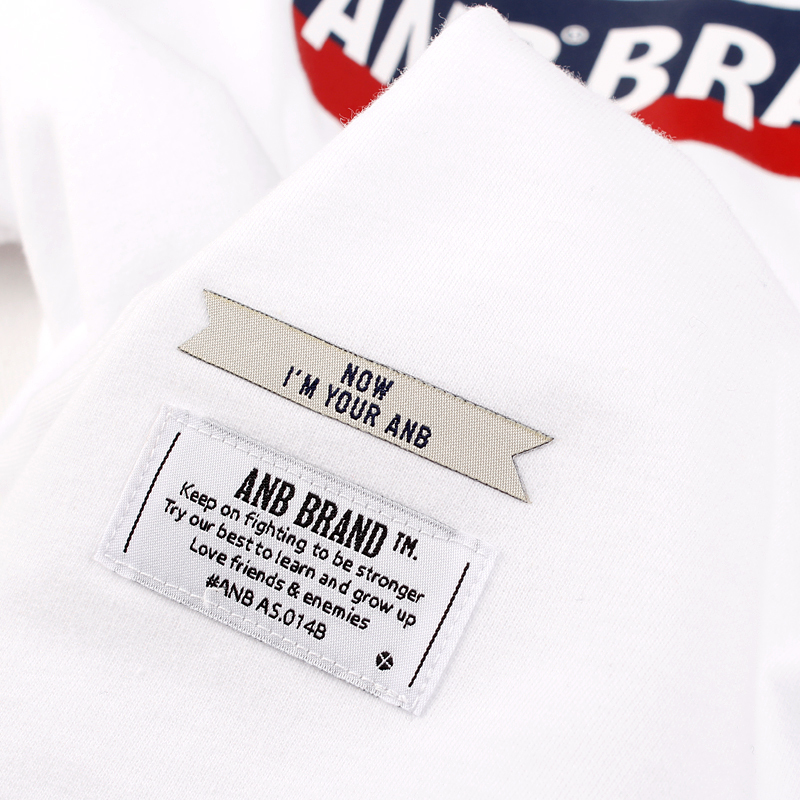 ANB® BRA
NOW
I'M YOUR ANB
ANB BRAND TM.
Keep on fighting to be stronger
Try our best to learn and grow up
Love friends & enemies
#ANB AS.014B